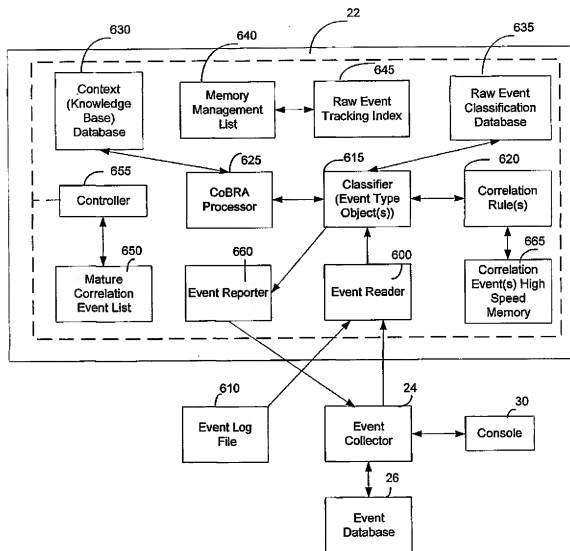 630
640
22
635
645
Context
(Knowledge
Base)
Database
Memory
Management
List
Raw Event
Tracking Index
Raw Event
Classification
Database
655
625
615
620
Controller
CoBRA
Processor
Classifier
(Event Type
Object(s))
Correlation
Rule(s)
650
660
600
665
Mature
Correlation
Event List
Event Reporter
Event Reader
Correlation
Event(s) High
Speed
Memory
610
24
30
Event Log
File
Event
Collector
Console
26
Event
Database